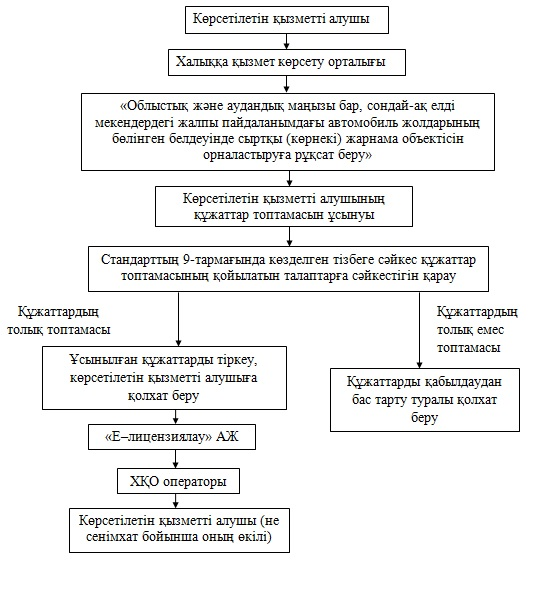 Көрсетілетін қызметті алушы
Халыққа қызмет көрсету орталығы
«Облыстық және аудандық маңызы бар, сондай-ақ елді
мекендердегі жалпы пайдаланымдағы автомобиль жолдарының
бөлінген белдеуінде сыртқы (көрнекі) жарнама объектісін
орналастыруға рұқсат беру»
Көрсетілетін қызметті алушының
құжаттар топтамасын ұсынуы
Стандарттың 9-тармағында көзделген тізбеге сәйкес құжаттар
топтамасының қойылатын талаптарға сәйкестігін қарау
Құжаттардың
толық топтамасы
Құжаттардың
толық емес
топтамасы
Ұсынылған құжаттарды тіркеу,
көрсетілетін қызметті алушыға
қолхат беру
Құжаттарды қабылдаудан
бас тарту туралы қолхат
беру
«Е–лицензиялау» АЖ
ХҚО операторы
Көрсетілетін қызметті алушы (не
сенімхат бойынша оның өкілі)